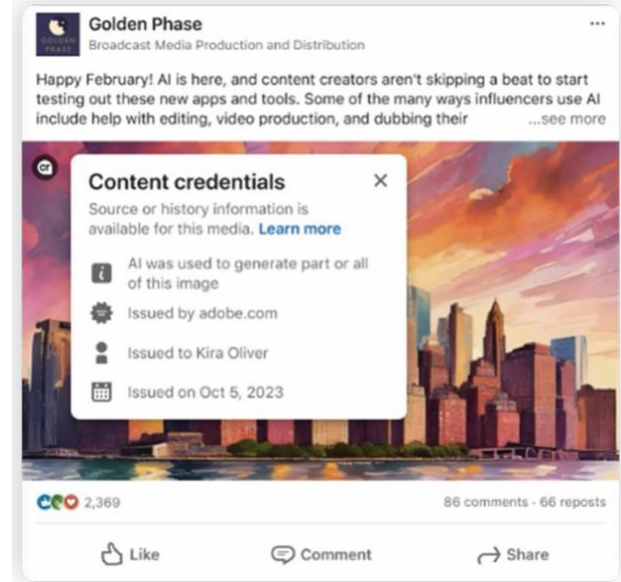 GOLDEN
PHASE
Golden Phase
Broadcast Media Production and Distribution
Happy February! AI is here, and content creators aren't skipping a beat to start
testing out these new apps and tools. Some of the many ways influencers use AI
include help with editing, video production, and dubbing their ...see more
cr
Content credentials
Source or history information is
available for this media. Learn more
AI was used to generate part or all
of this image
Issued by adobe.com
Issued to Kira Oliver
Issued on Oct 5, 2023
2,369
86 comments · 66 reposts
Like
Comment
Share